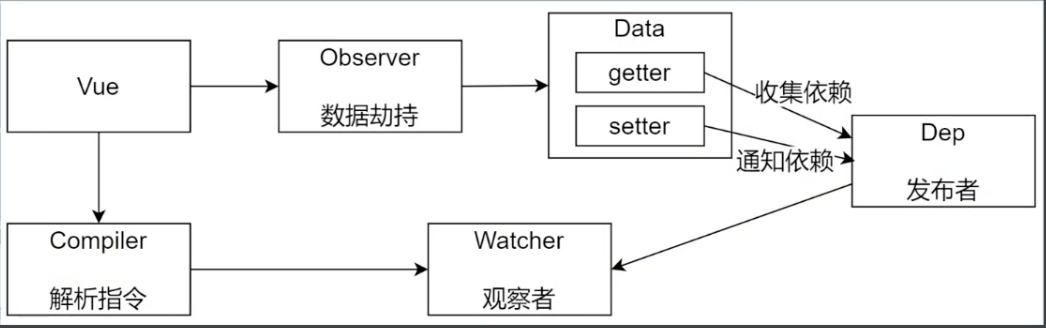 Vue
Observer
数据劫持
Data
getter
setter
收集依赖
通知依赖
Dep
发布者
Compiler
解析指令
Watcher
观察者